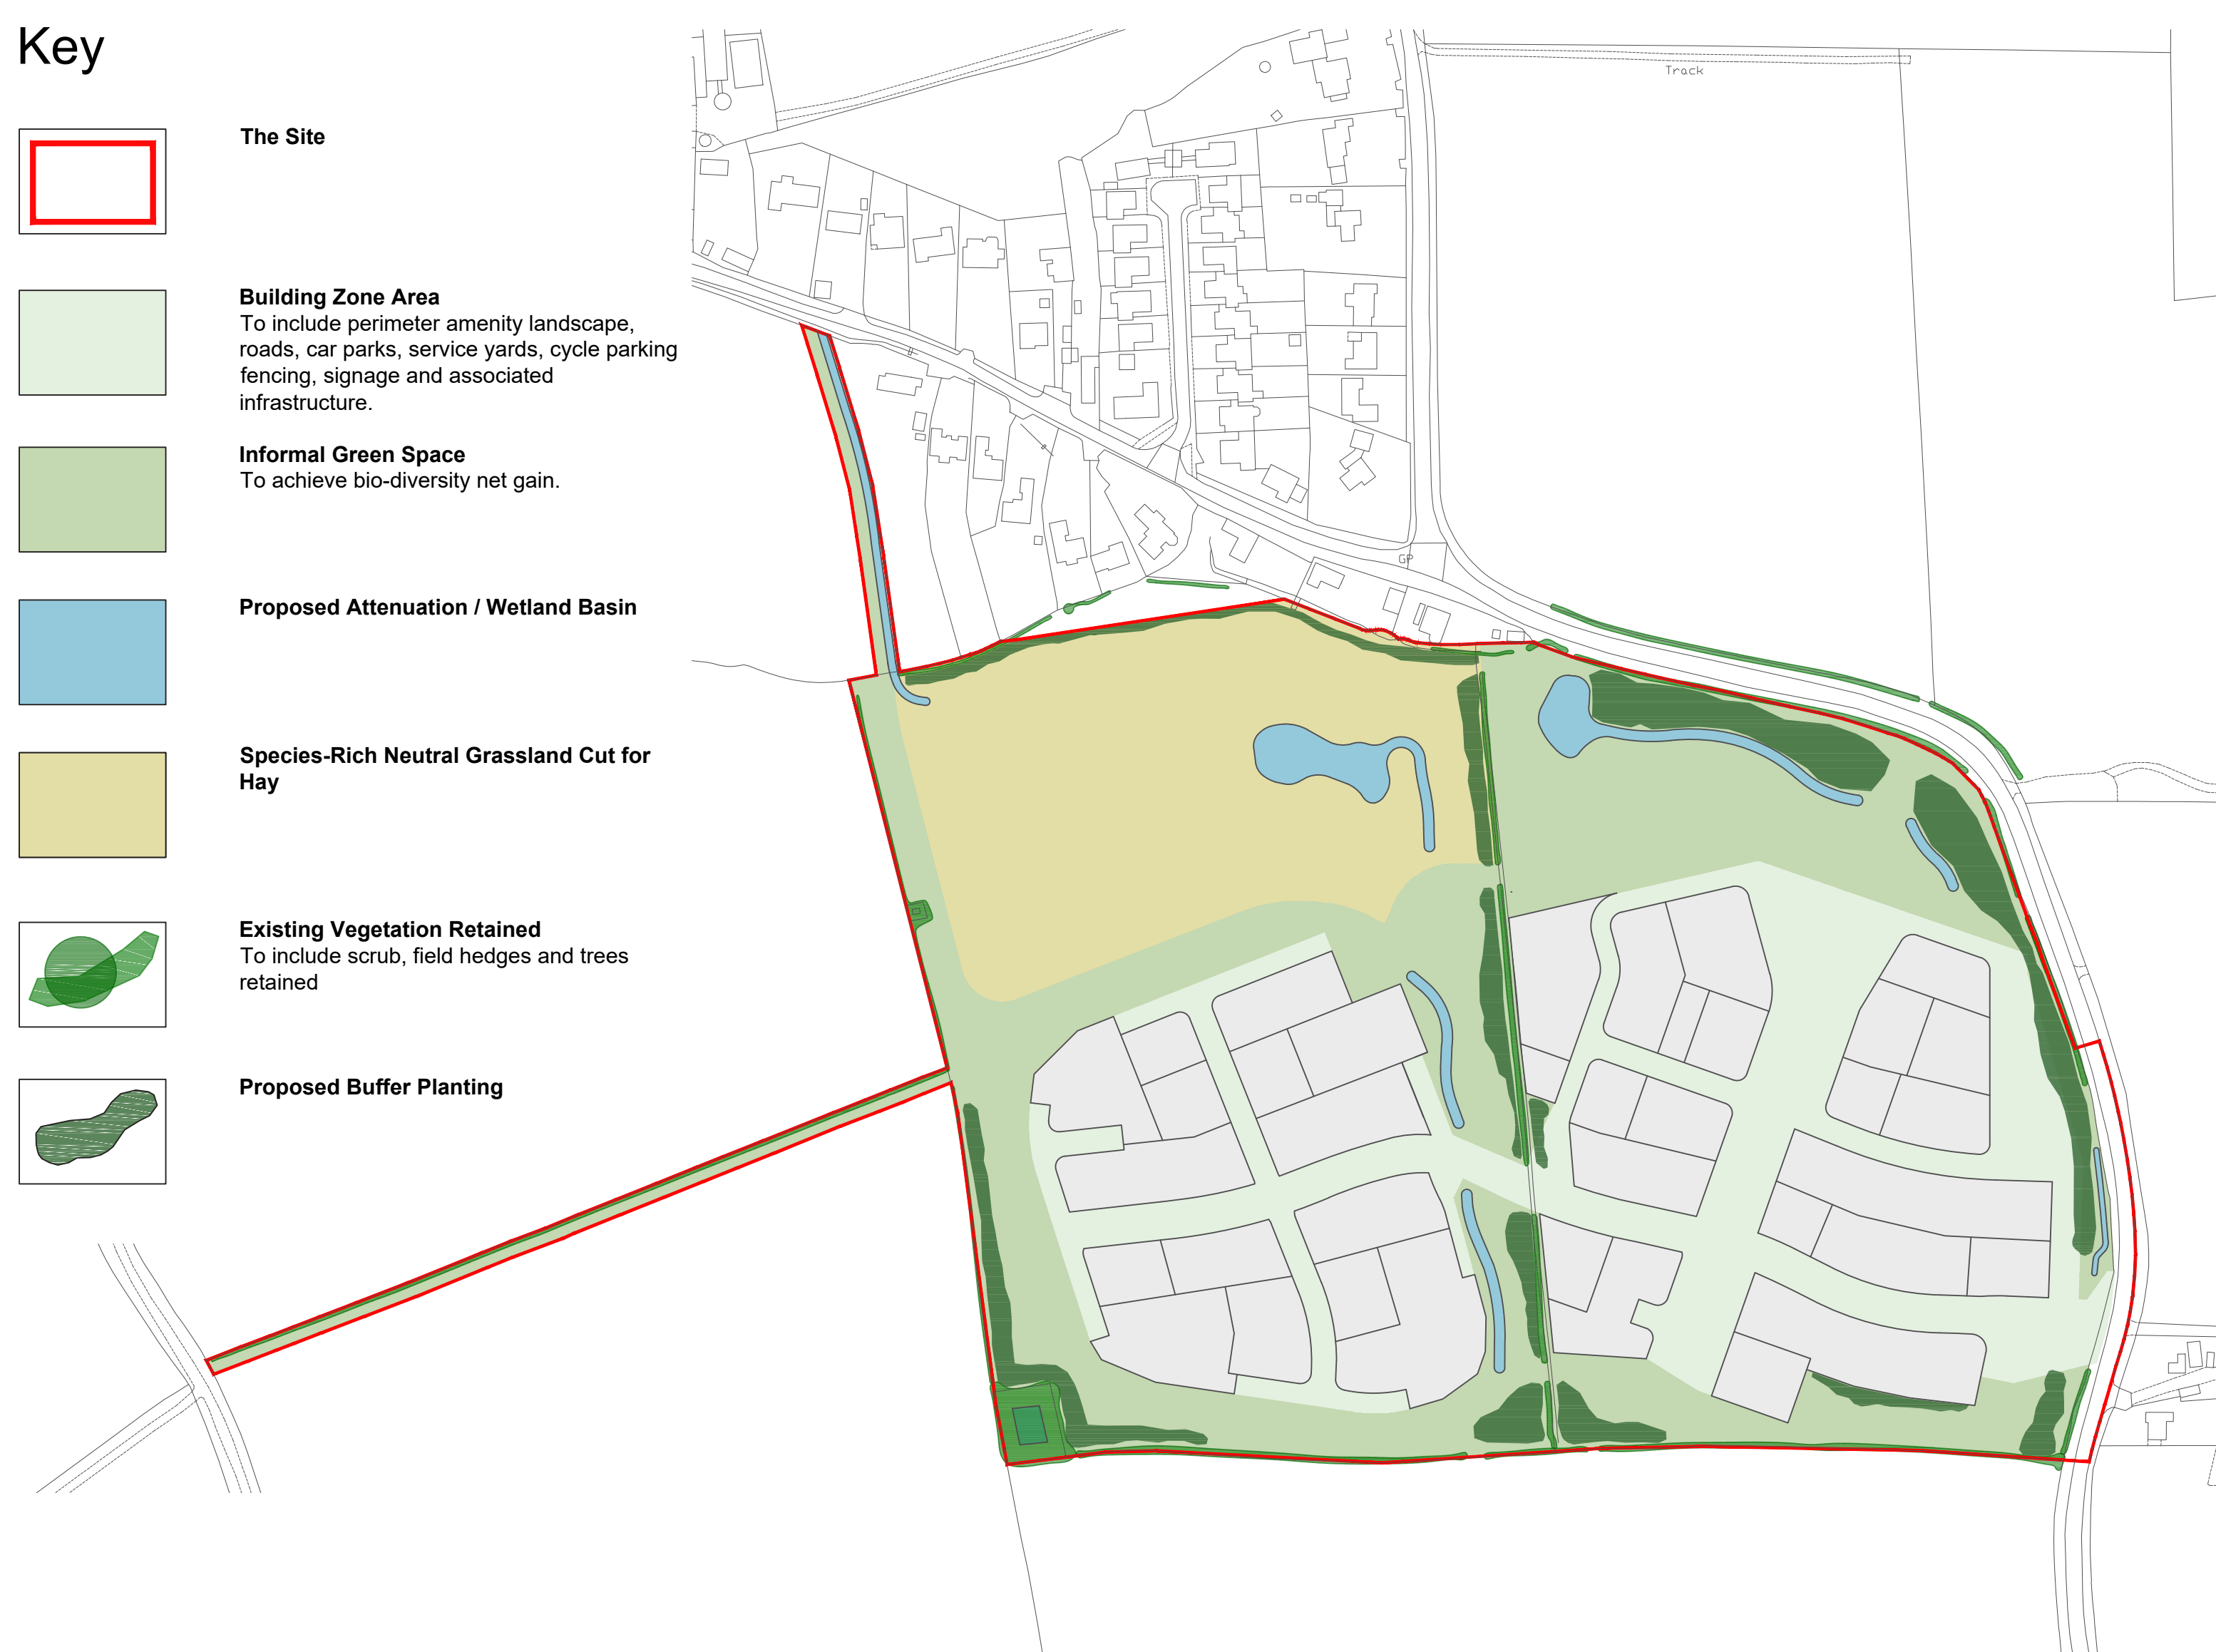 Key
The Site
Building Zone Area
To include perimeter amenity landscape,
roads, car parks, service yards, cycle parking
fencing, signage and associated
infrastructure.
Informal Green Space
To achieve bio-diversity net gain.
Proposed Attenuation / Wetland Basin
Species-Rich Neutral Grassland Cut for
Hay
Existing Vegetation Retained
To include scrub, field hedges and trees
retained
Proposed Buffer Planting
Track
GP